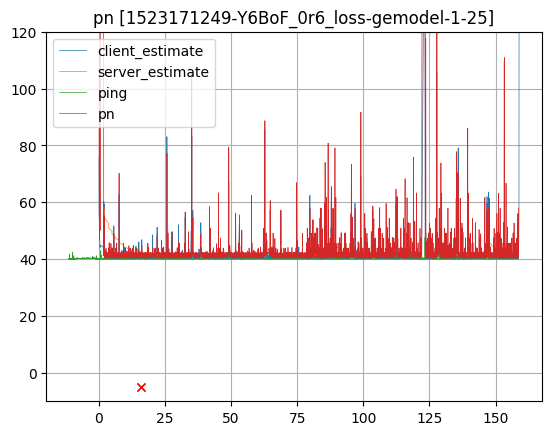 pn [1523171249-Y6BoF_0r6_loss-gemodel-1-25]
120
100
80
60
40
20
0
client_estimate
server_estimate
ping
pn
0
25
50
75
100
125
150